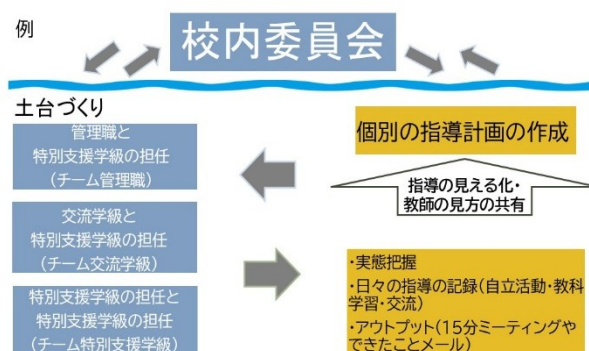 例
校内委員会
土台づくり
管理職と
特別支援学級の担任
(チーム管理職)
交流学級と
特別支援学級の担任
(チーム交流学級)
特別支援学級の担任と
特別支援学級の担任
(チーム特別支援学級)
個別の指導計画の作成
指導の見える化・
教師の見方の共有
・実態把握
・日々の指導の記録(自立活動・教科
学習・交流)
・アウトプット(15分ミーティングや
できたことメール)